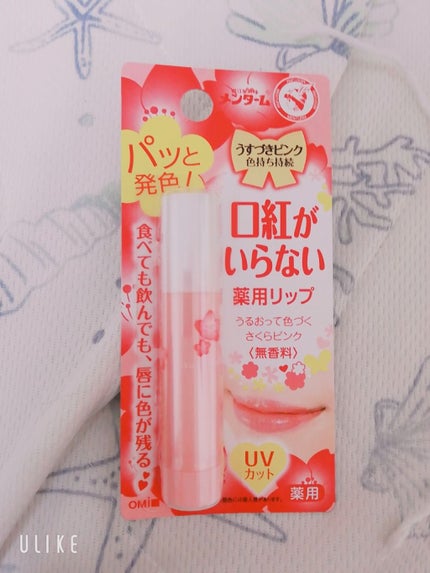 メンターム
パッと
発色!
うすづきピンク
色持ち持続
口紅が
いらない
薬用リップ
うるおって色づく
さくらピンク
〈無香料〉
食べても飲んでも、唇に色が残る
UV
カット
薬用
OMI
ULIKE